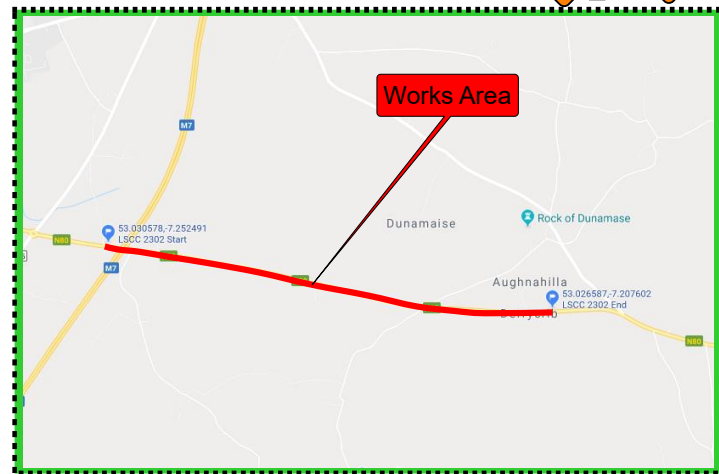 Works Area
M7
Dunamaise
Rock of Dunamase
53.030578,-7.252491
LSCC 2302 Start
N80
M7
Aughnahilla
53.026587,-7.207602
LSCC 2302 End
N80